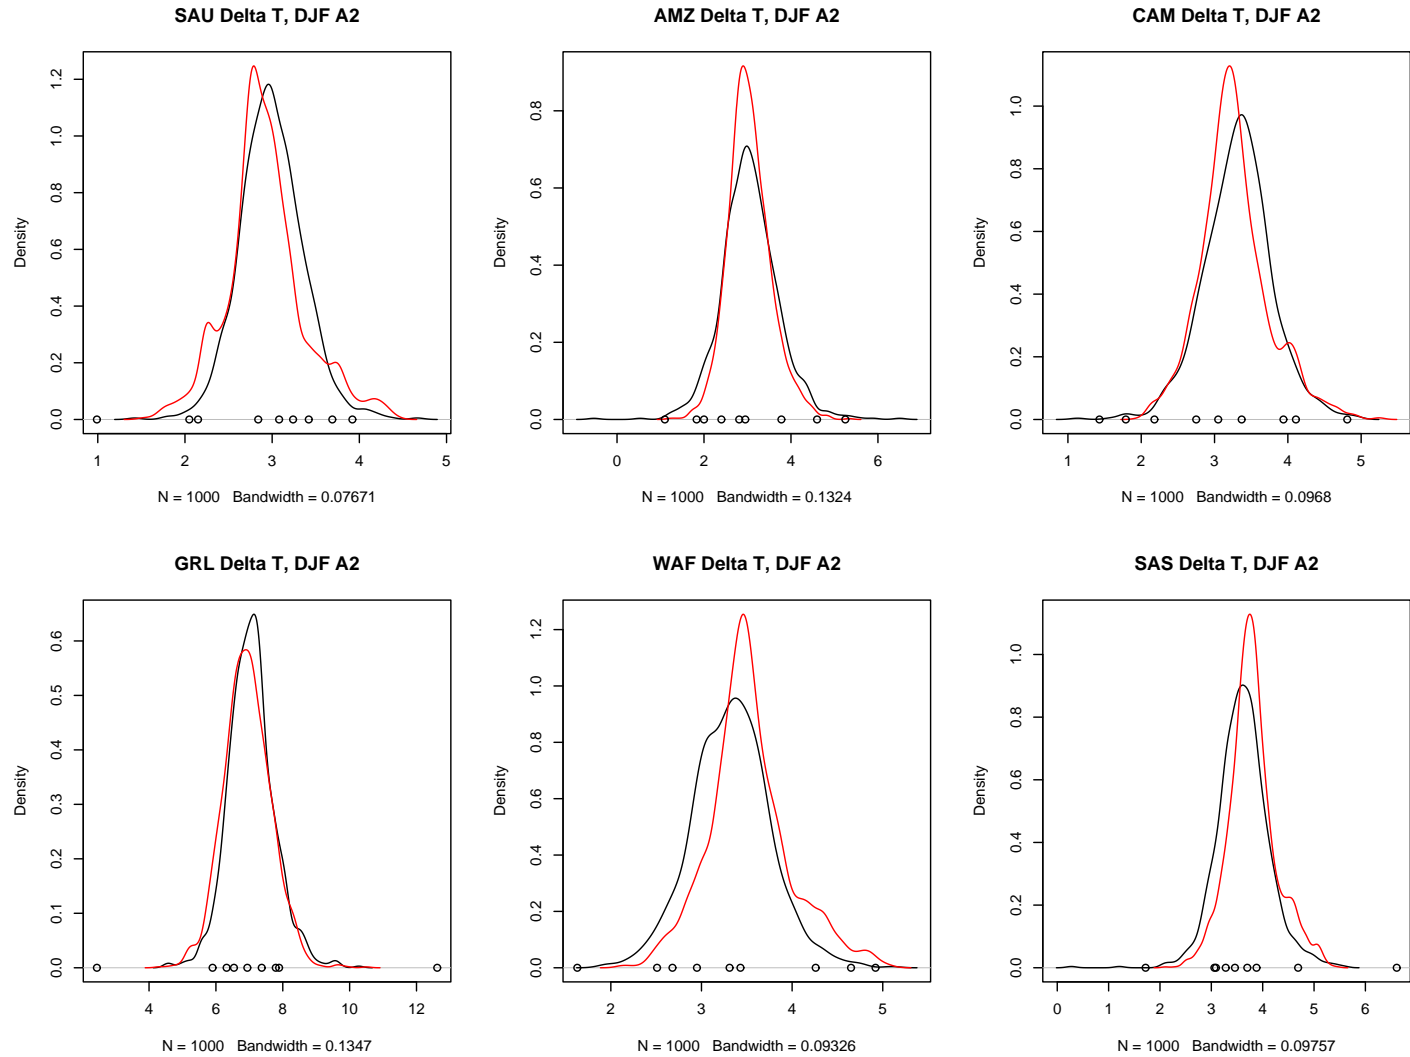 SAU Delta T, DJF A2
Density
0.0 0.2 0.4 0.6 0.8 1.0 1.2
1 2 3 4 5
N = 1000 Bandwidth = 0.07671
AMZ Delta T, DJF A2
Density
0.0 0.2 0.4 0.6 0.8
0 2 4 6
N = 1000 Bandwidth = 0.1324
CAM Delta T, DJF A2
Density
0.0 0.2 0.4 0.6 0.8 1.0
1 2 3 4 5
N = 1000 Bandwidth = 0.0968
GRL Delta T, DJF A2
Density
0.0 0.1 0.2 0.3 0.4 0.5 0.6
4 6 8 10 12
N = 1000 Bandwidth = 0.1347
WAF Delta T, DJF A2
Density
0.0 0.2 0.4 0.6 0.8 1.0 1.2
2 3 4 5
N = 1000 Bandwidth = 0.09326
SAS Delta T, DJF A2
Density
0.0 0.2 0.4 0.6 0.8 1.0
0 1 2 3 4 5 6
N = 1000 Bandwidth = 0.09757